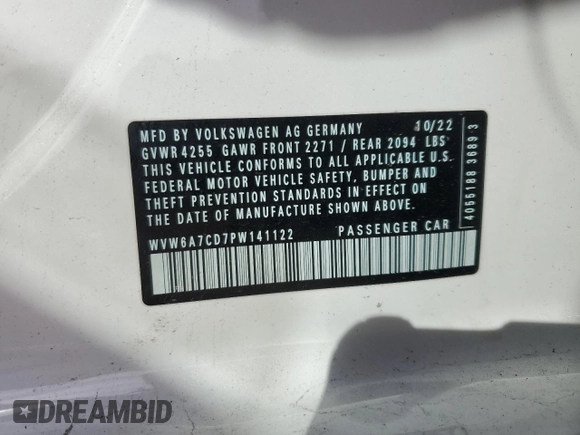 MFD BY VOLKSWAGEN AG GERMANY 10/22
GVWR 4255 GAWR FRONT 2271 / REAR 2094 LBS
THIS VEHICLE CONFORMS TO ALL APPLICABLE U.S.
FEDERAL MOTOR VEHICLE SAFETY, BUMPER AND
THEFT PREVENTION STANDARDS IN EFFECT ON
THE DATE OF MANUFACTURE SHOWN ABOVE.
WVW6A7CD7PW141122 PASSENGER CAR
4055188 3689 3
DREAMBID